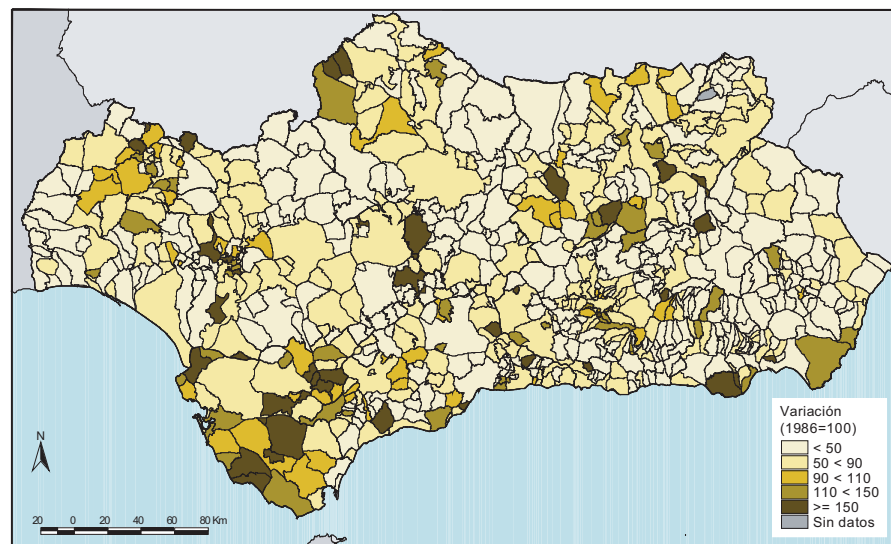 N
20 0 20 40 60 80 Km
Variación
(1986=100)
< 50
50 < 90
90 < 110
110 < 150
>= 150
Sin datos